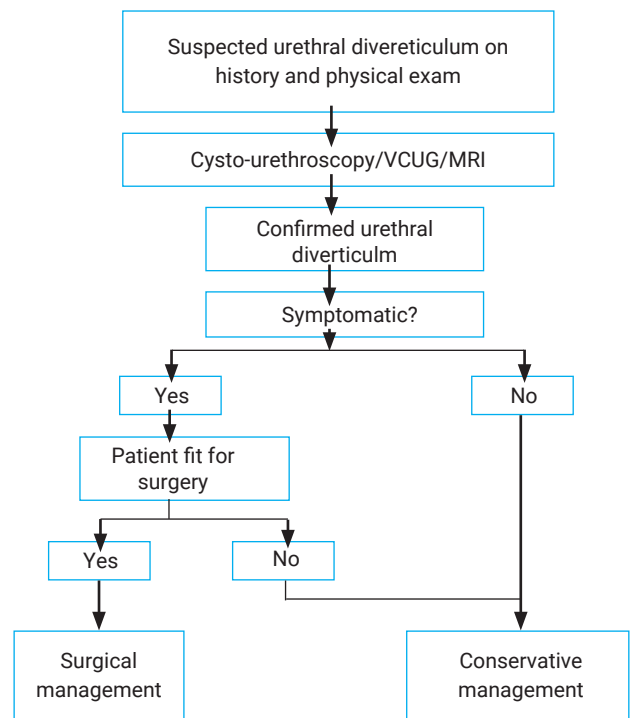 Suspected urethral divereticulum on
history and physical exam
Cysto-urethroscopy/VCUG/MRI
Confirmed urethral
diverticulm
Symptomatic?
Yes
No
Patient fit for
surgery
Yes
No
Surgical
management
Conservative
management